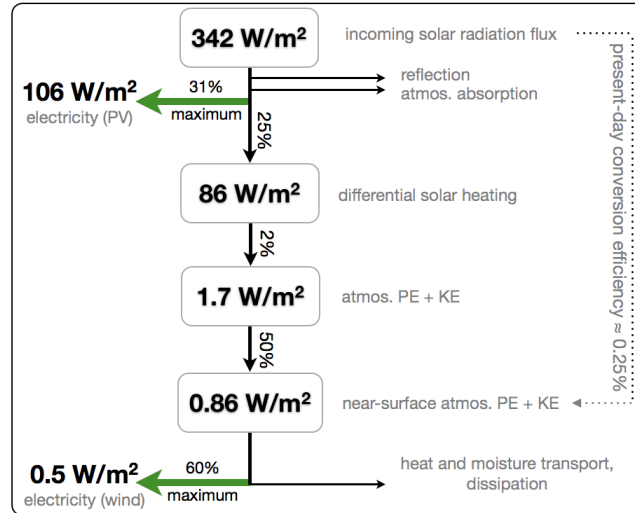 342 W/m²
incoming solar radiation flux
reflection
atmos. absorption
106 W/m²
electricity (PV)
31%
maximum
25%
86 W/m²
differential solar heating
2%
1.7 W/m²
atmos. PE + KE
50%
0.86 W/m²
near-surface atmos. PE + KE
present-day conversion efficiency ≈ 0.25%
0.5 W/m²
electricity (wind)
60%
maximum
heat and moisture transport,
dissipation